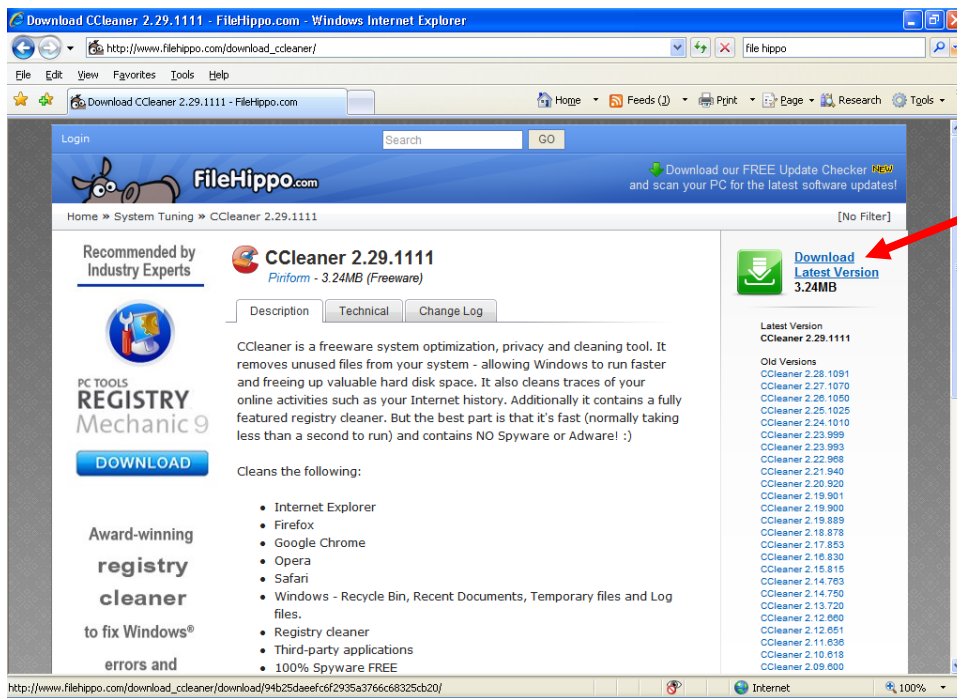 Download CCleaner 2.29.1111 - FileHippo.com - Windows Internet Explorer
http://www.filehippo.com/download_ccleaner/
file hippo
File Edit View Favorites Tools Help
Download CCleaner 2.29.1111 - FileHippo.com
Home Feeds (J) Print Page Research Tools
Login
Search
GO
FileHippo.com
Download our FREE Update Checker NEW
and scan your PC for the latest software updates!
Home » System Tuning » CCleaner 2.29.1111
[No Filter]
Recommended by
Industry Experts
PC TOOLS
REGISTRY
Mechanic 9
DOWNLOAD
Award-winning
registry
cleaner
to fix Windows®
errors and
CCleaner 2.29.1111
Piriform - 3.24MB (Freeware)
Description Technical Change Log
CCleaner is a freeware system optimization, privacy and cleaning tool. It
removes unused files from your system - allowing Windows to run faster
and freeing up valuable hard disk space. It also cleans traces of your
online activities such as your Internet history. Additionally it contains a fully
featured registry cleaner. But the best part is that it's fast (normally taking
less than a second to run) and contains NO Spyware or Adware! :)
Cleans the following:
• Internet Explorer
• Firefox
• Google Chrome
• Opera
• Safari
• Windows - Recycle Bin, Recent Documents, Temporary files and Log
files.
• Registry cleaner
• Third-party applications
• 100% Spyware FREE
Download
Latest Version
3.24MB
Latest Version
CCleaner 2.29.1111
Old Versions
CCleaner 2.28.1091
CCleaner 2.27.1070
CCleaner 2.26.1050
CCleaner 2.25.1025
CCleaner 2.24.1010
CCleaner 2.23.999
CCleaner 2.23.993
CCleaner 2.22.968
CCleaner 2.21.940
CCleaner 2.20.920
CCleaner 2.19.901
CCleaner 2.19.900
CCleaner 2.19.889
CCleaner 2.18.878
CCleaner 2.17.853
CCleaner 2.16.830
CCleaner 2.15.815
CCleaner 2.14.763
CCleaner 2.14.750
CCleaner 2.13.720
CCleaner 2.12.660
CCleaner 2.12.651
CCleaner 2.11.636
CCleaner 2.10.618
CCleaner 2.09.600
http://www.filehippo.com/download_ccleaner/download/94b25daeefc6f2935a3766c68325cb20/
Internet
100%